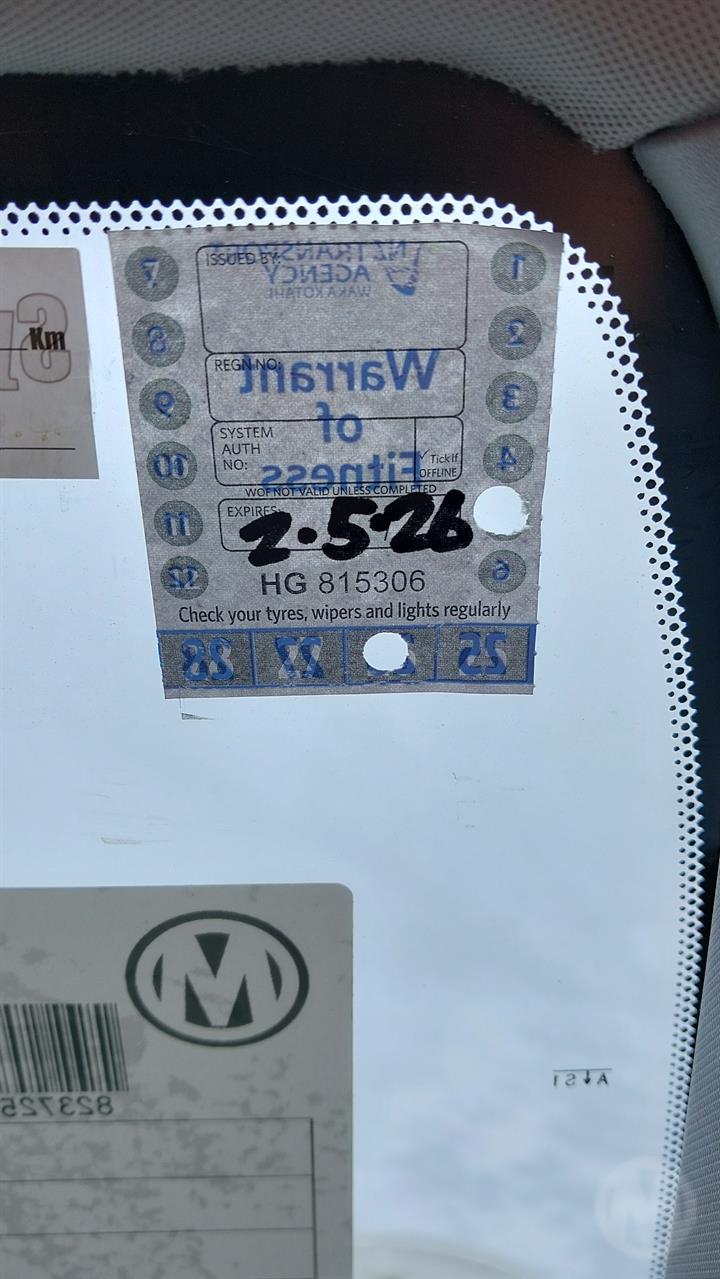 ISSUED BY:
NZ TRANSPORT
AGENCY
WAKA KOTAHI
1
2
3
4
6
7
8
9
10
11
12
Km
REGN NO:
Warrant
of
Fitness
SYSTEM
AUTH
NO:
✓ Tick if
OFFLINE
WOF NOT VALID UNLESS COMPLETED
EXPIRES:
2.5.26
HG 815306
Check your tyres, wipers and lights regularly
28 27 25
M
823725
A↓S1
M